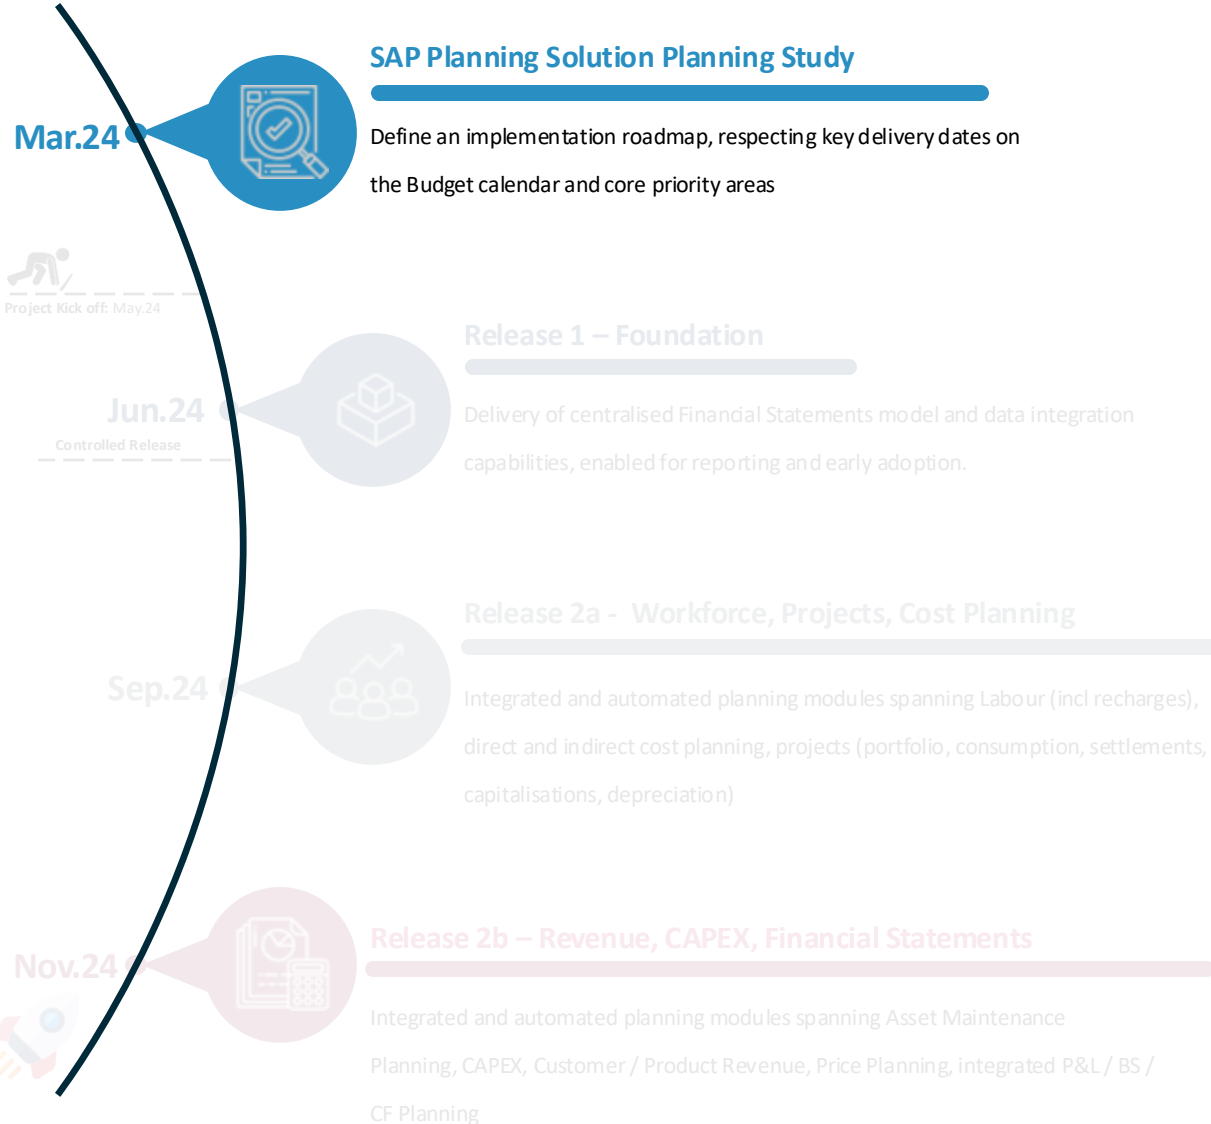 SAP Planning Solution Planning Study
Mar.24
Define an implementation roadmap, respecting key delivery dates on
the Budget calendar and core priority areas
Project Kick off: May.24
Release 1 – Foundation
Jun.24
Controlled Release
Delivery of centralised Financial Statements model and data integration
capabilities, enabled for reporting and early adoption.
Release 2a - Workforce, Projects, Cost Planning
Sep.24
Integrated and automated planning modules spanning Labour (incl recharges),
direct and indirect cost planning, projects (portfolio, consumption, settlements,
capitalisations, depreciation)
Release 2b – Revenue, CAPEX, Financial Statements
Nov.24
Integrated and automated planning modules spanning Asset Maintenance
Planning, CAPEX, Customer / Product Revenue, Price Planning, integrated P&L / BS /
CF Planning